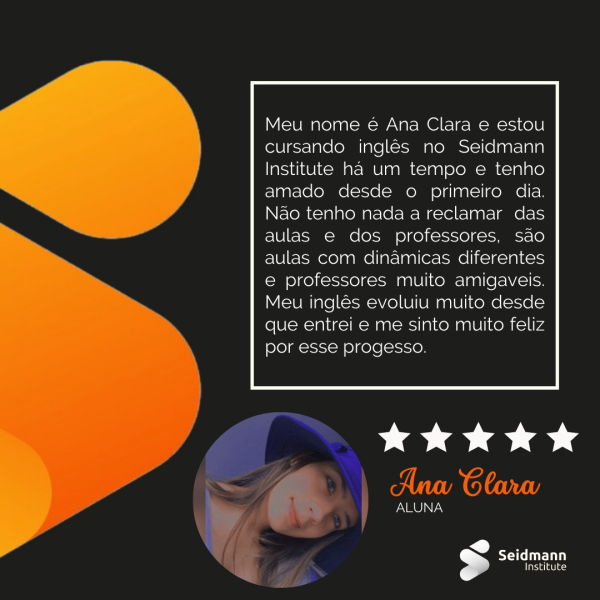 Meu nome é Ana Clara e estou
cursando inglês no Seidmann
Institute há um tempo e tenho
amado desde o primeiro dia.
Não tenho nada a reclamar das
aulas e dos professores, são
aulas com dinâmicas diferentes
e professores muito amigaveis.
Meu inglês evoluiu muito desde
que entrei e me sinto muito feliz
por esse progesso.
Ana Clara
ALUNA
Seidmann
Institute